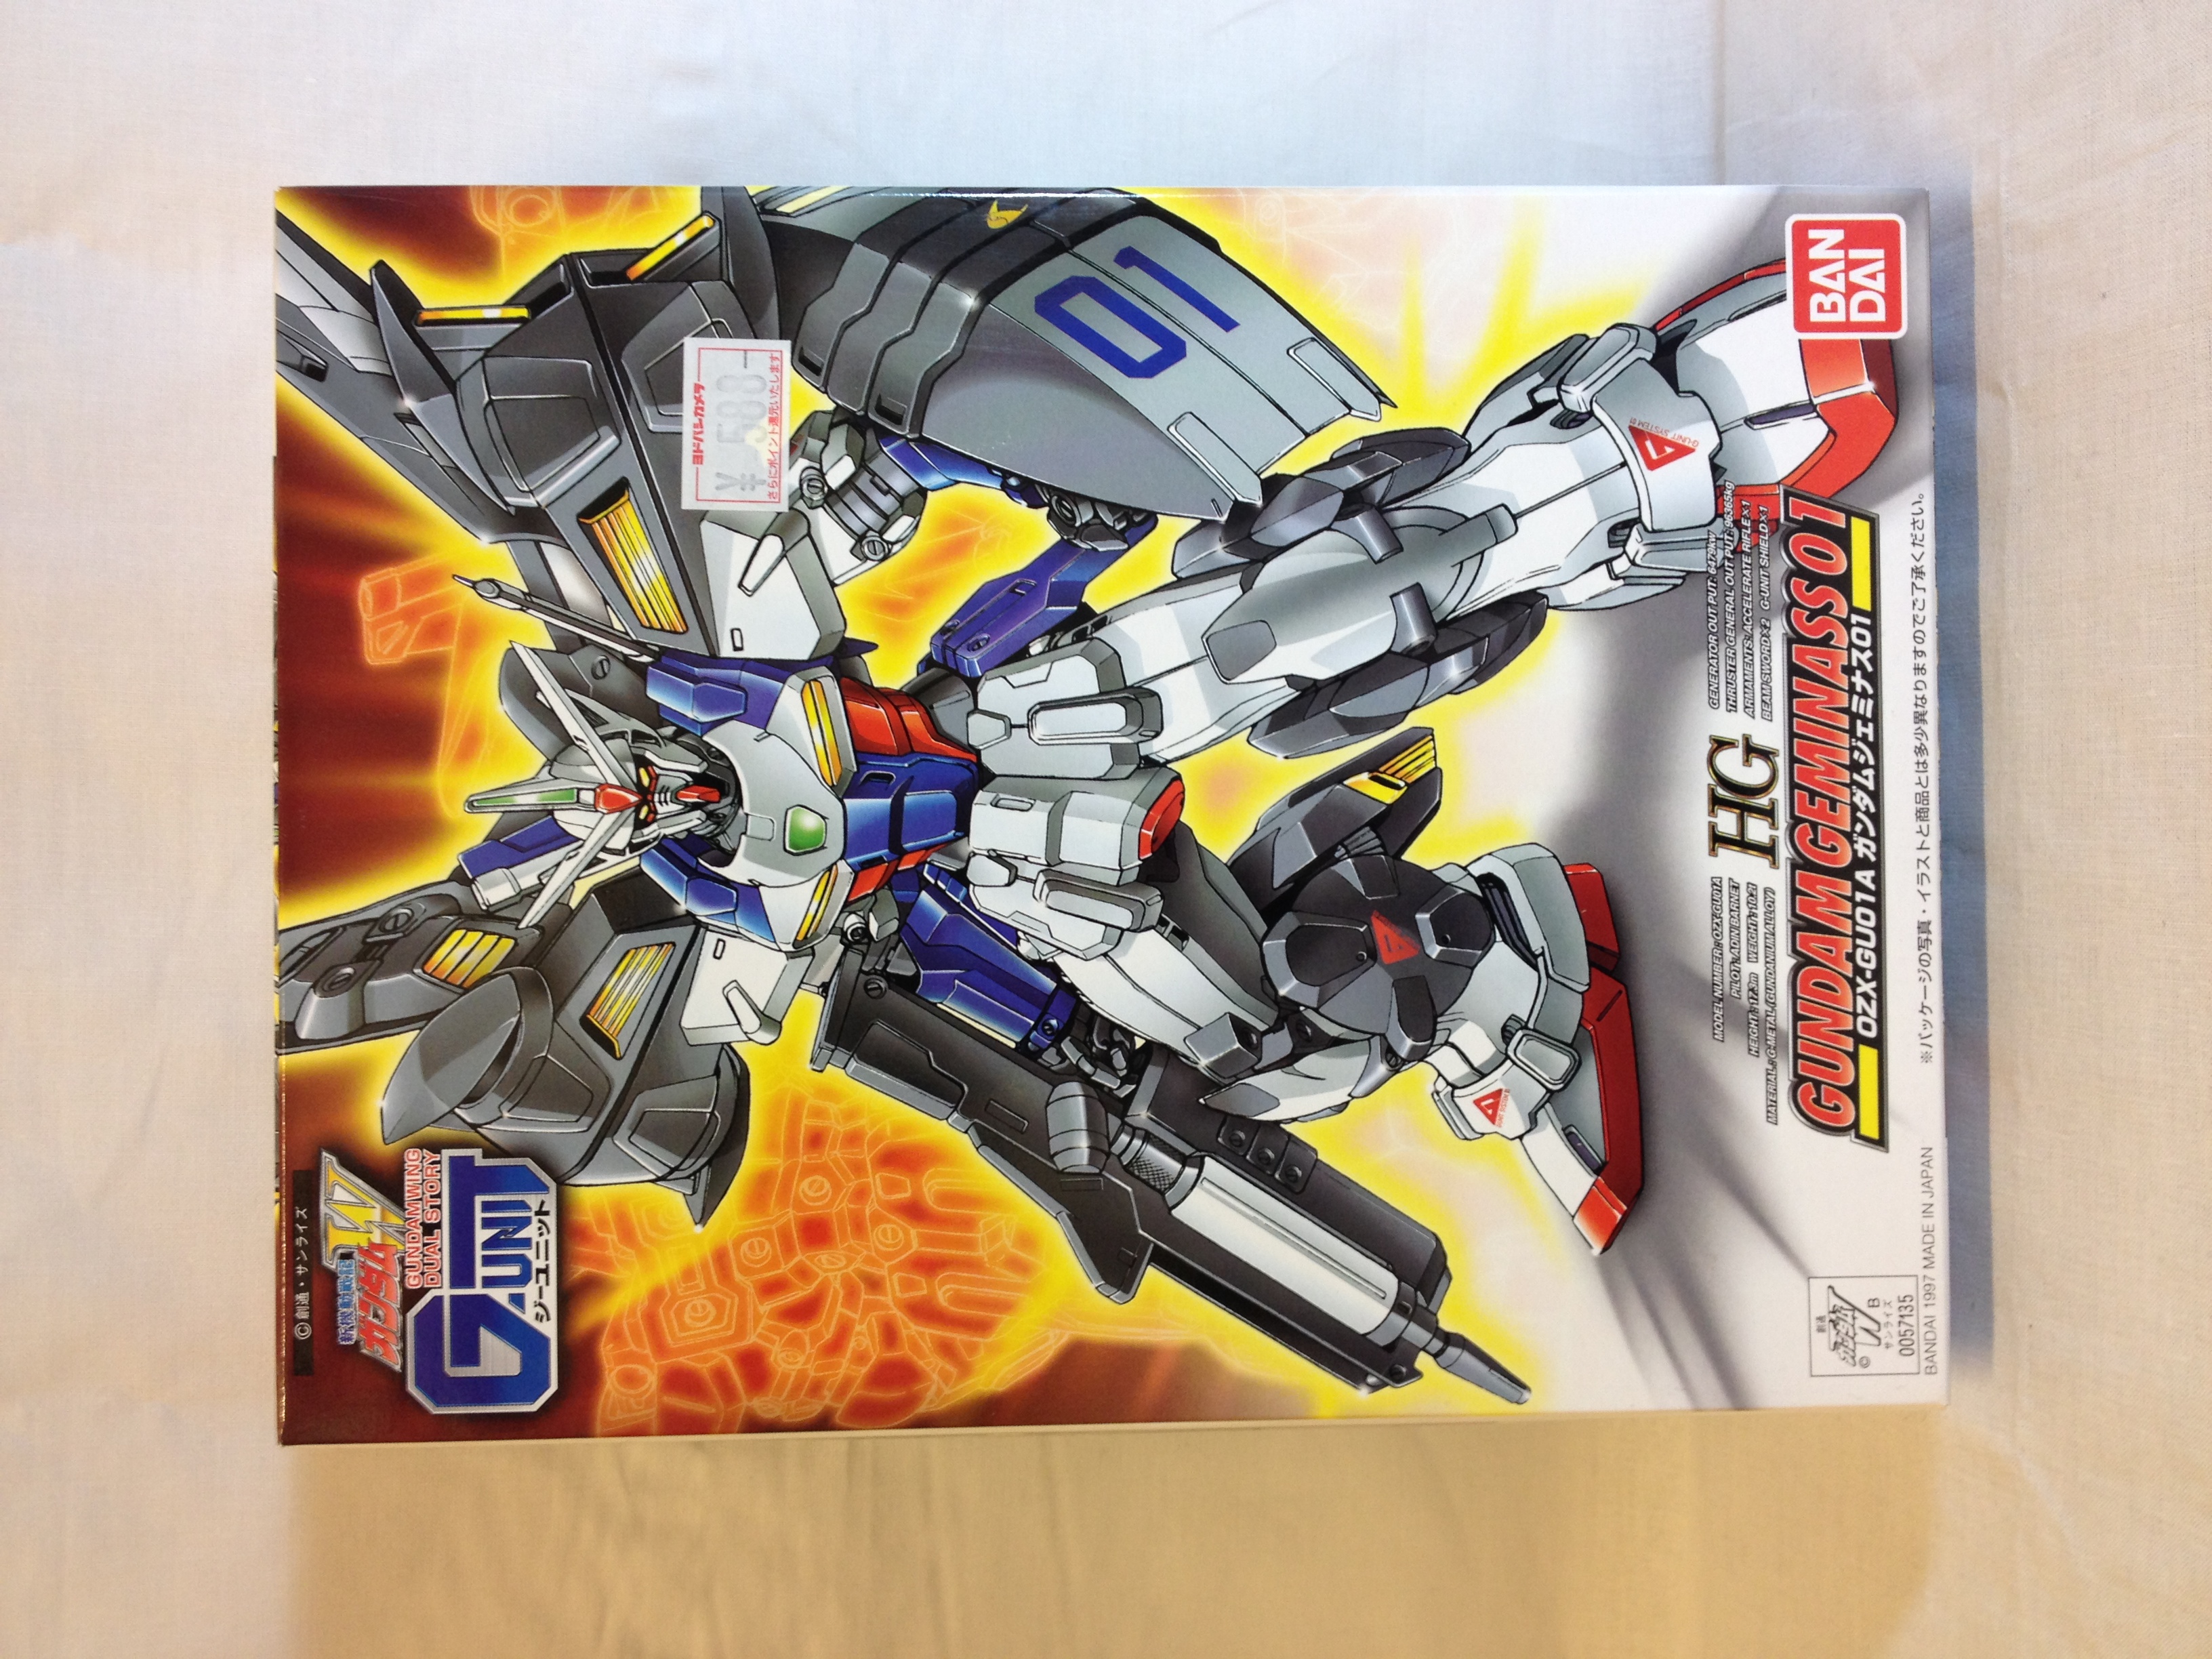 ©創通・サンライズ
新機動戦記
ガンダムW
GUNDAM WING
DUAL STORY
G-UNIT
ジーユニット
ヨドバシカメラ
¥ 588-
さらにポイント還元いたします
01
G-UNIT SYSTEM 01
MODEL NUMBER : OZX-GU01A
PILOT : ADIN BARNET
HEIGHT : 17.3m WEIGHT : 10.2t
MATERIAL : G-METAL (GUNDANIUM ALLOY)
HG
GENERATOR OUT PUT: 6479kw
THRUSTER GENERAL OUT PUT: 96365kg
ARMAMENTS: ACCELERATE RIFLE×1
BEAM SWORD×2 G-UNIT SHIELD×1
GUNDAM GEMINASS 01
OZX-GU01A ガンダムジェミナス01
BAN
DAI
創通
ガンダムW
© B
サンライズ
0057135
BANDAI 1997 MADE IN JAPAN
※パッケージの写真・イラストと商品とは多少異なりますのでご了承ください。